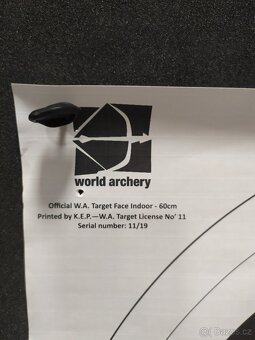 world archery
Official W.A. Target Face Indoor - 60cm
Printed by K.E.P.—W.A. Target License No' 11
Serial number: 11/19